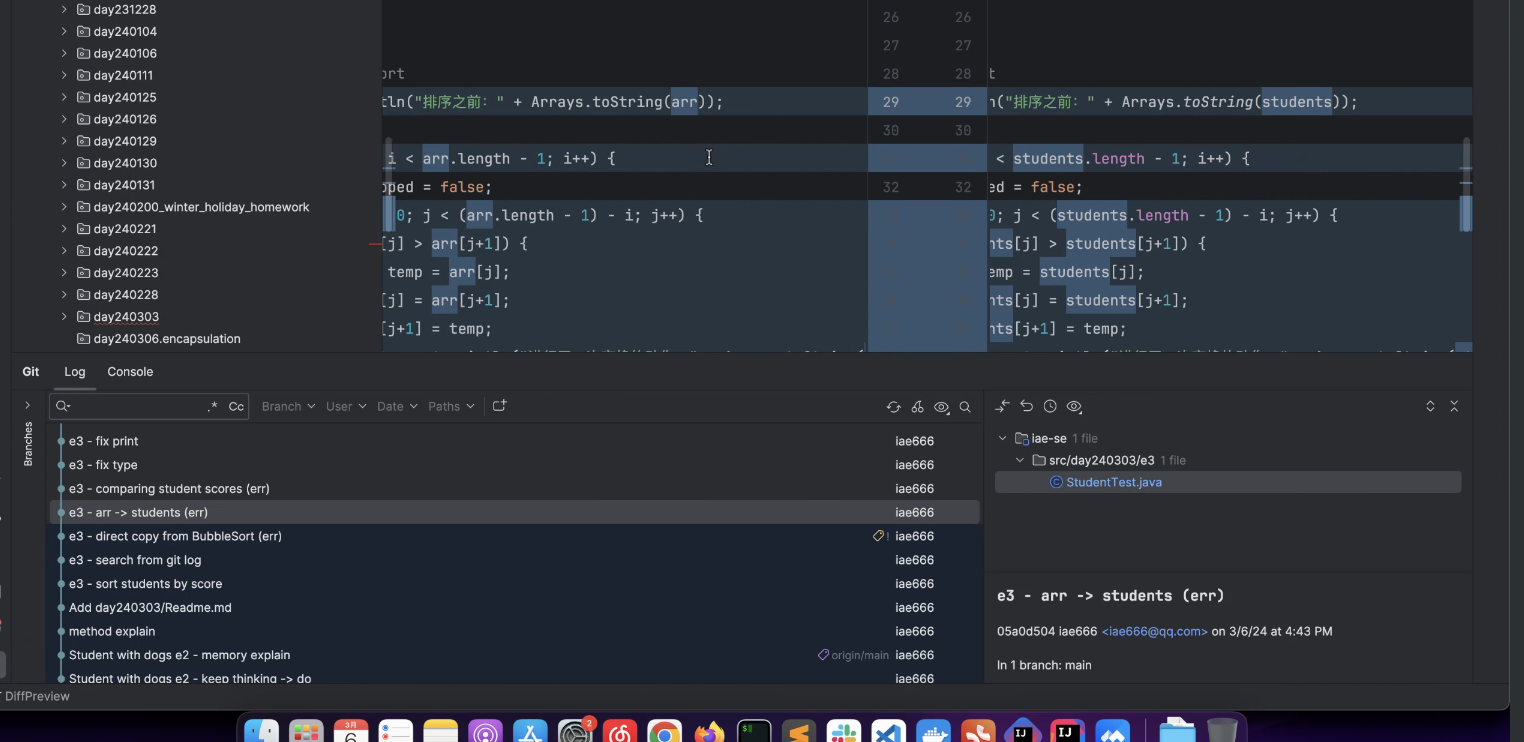 day231228
day240104
day240106
day240111
day240125
day240126
day240129
day240130
day240131
day240200_winter_holiday_homework
day240221
day240222
day240223
day240228
day240303
day240306.encapsulation
26 26
27 27
ort 28 28 t
tln("排序之前：" + Arrays.toString(arr)); 29 29 n("排序之前：" + Arrays.toString(students));
30 30
i < arr.length - 1; i++) { < students.length - 1; i++) {
pped = false; 32 32 ed = false;
0; j < (arr.length - 1) - i; j++) { 0; j < (students.length - 1) - i; j++) {
[j] > arr[j+1]) { nts[j] > students[j+1]) {
temp = arr[j]; emp = students[j];
[j] = arr[j+1]; nts[j] = students[j+1];
[j+1] = temp; nts[j+1] = temp;
Git Log Console
.* Cc Branch User Date Paths
Branches
e3 - fix print iae666
e3 - fix type iae666
e3 - comparing student scores (err) iae666
e3 - arr -> students (err) iae666
e3 - direct copy from BubbleSort (err) ! iae666
e3 - search from git log iae666
e3 - sort students by score iae666
Add day240303/Readme.md iae666
method explain iae666
Student with dogs e2 - memory explain origin/main iae666
Student with dogs e2 - keep thinking -> do iae666
iae-se 1 file
src/day240303/e3 1 file
StudentTest.java
e3 - arr -> students (err)
05a0d504 iae666 <iae666@qq.com> on 3/6/24 at 4:43 PM
In 1 branch: main
DiffPreview
3月
6
2
$
IJ
IJ